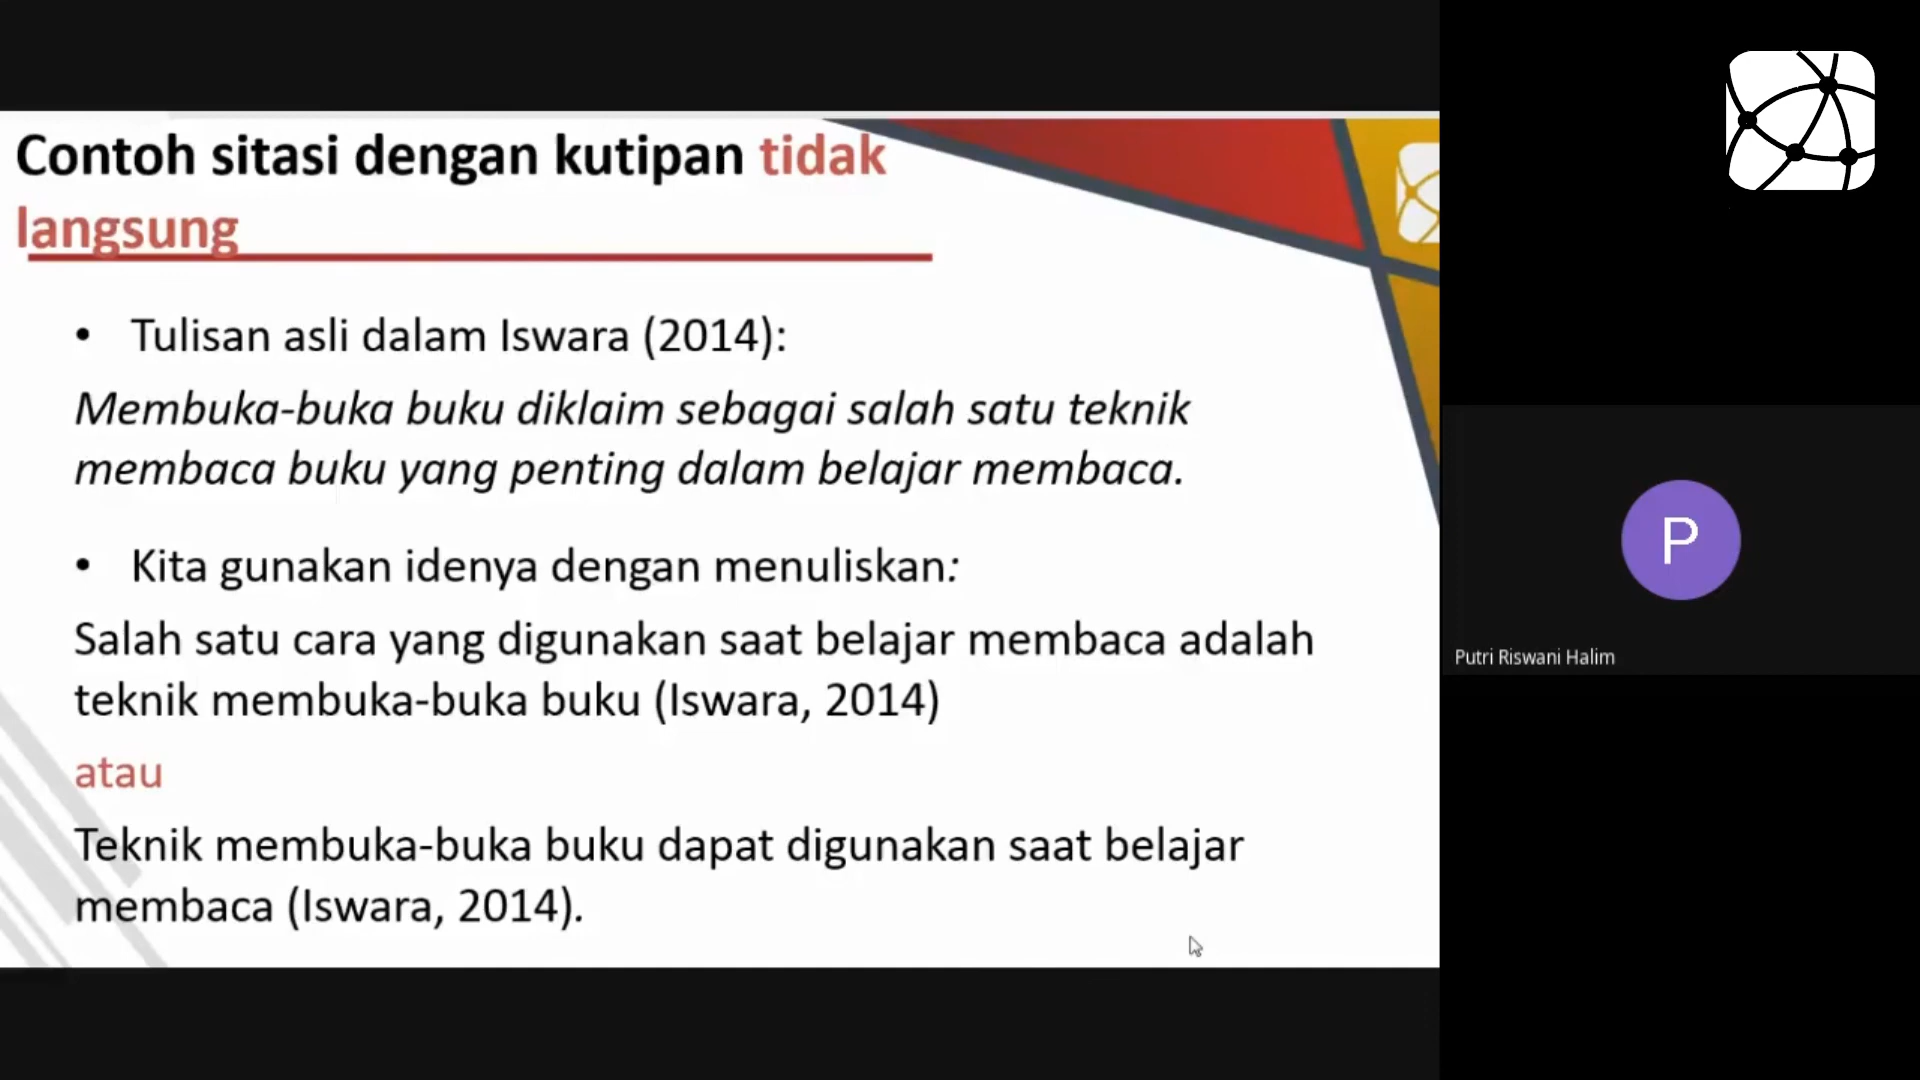 Contoh sitasi dengan kutipan tidak
langsung
• Tulisan asli dalam Iswara (2014):
Membuka-buka buku diklaim sebagai salah satu teknik
membaca buku yang penting dalam belajar membaca.
• Kita gunakan idenya dengan menuliskan:
Salah satu cara yang digunakan saat belajar membaca adalah
teknik membuka-buka buku (Iswara, 2014)
atau
Teknik membuka-buka buku dapat digunakan saat belajar
membaca (Iswara, 2014).
P
Putri Riswani Halim